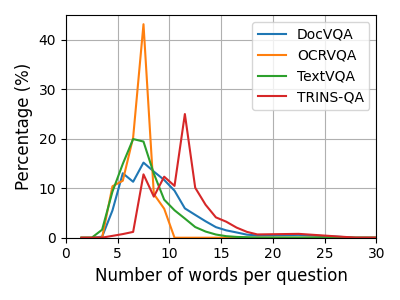 DocVQA
OCRVQA
TextVQA
TRINS-QA
Percentage (%)
40
30
20
10
0
0 5 10 15 20 25 30
Number of words per question